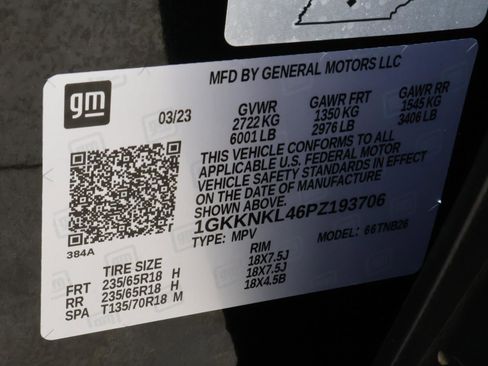 gm
MFD BY GENERAL MOTORS LLC
03/23
GVWR GAWR FRT GAWR RR
2722 KG 1350 KG 1545 KG
6001 LB 2976 LB 3406 LB
THIS VEHICLE CONFORMS TO ALL
APPLICABLE U.S. FEDERAL MOTOR
VEHICLE SAFETY STANDARDS IN EFFECT
ON THE DATE OF MANUFACTURE
SHOWN ABOVE.
1GKKNKL46PZ193706
TYPE: MPV MODEL: 66TNB26
384A
TIRE SIZE RIM
FRT 235/65R18 H 18X7.5J
RR 235/65R18 H 18X7.5J
SPA T135/70R18 M 18X4.5B